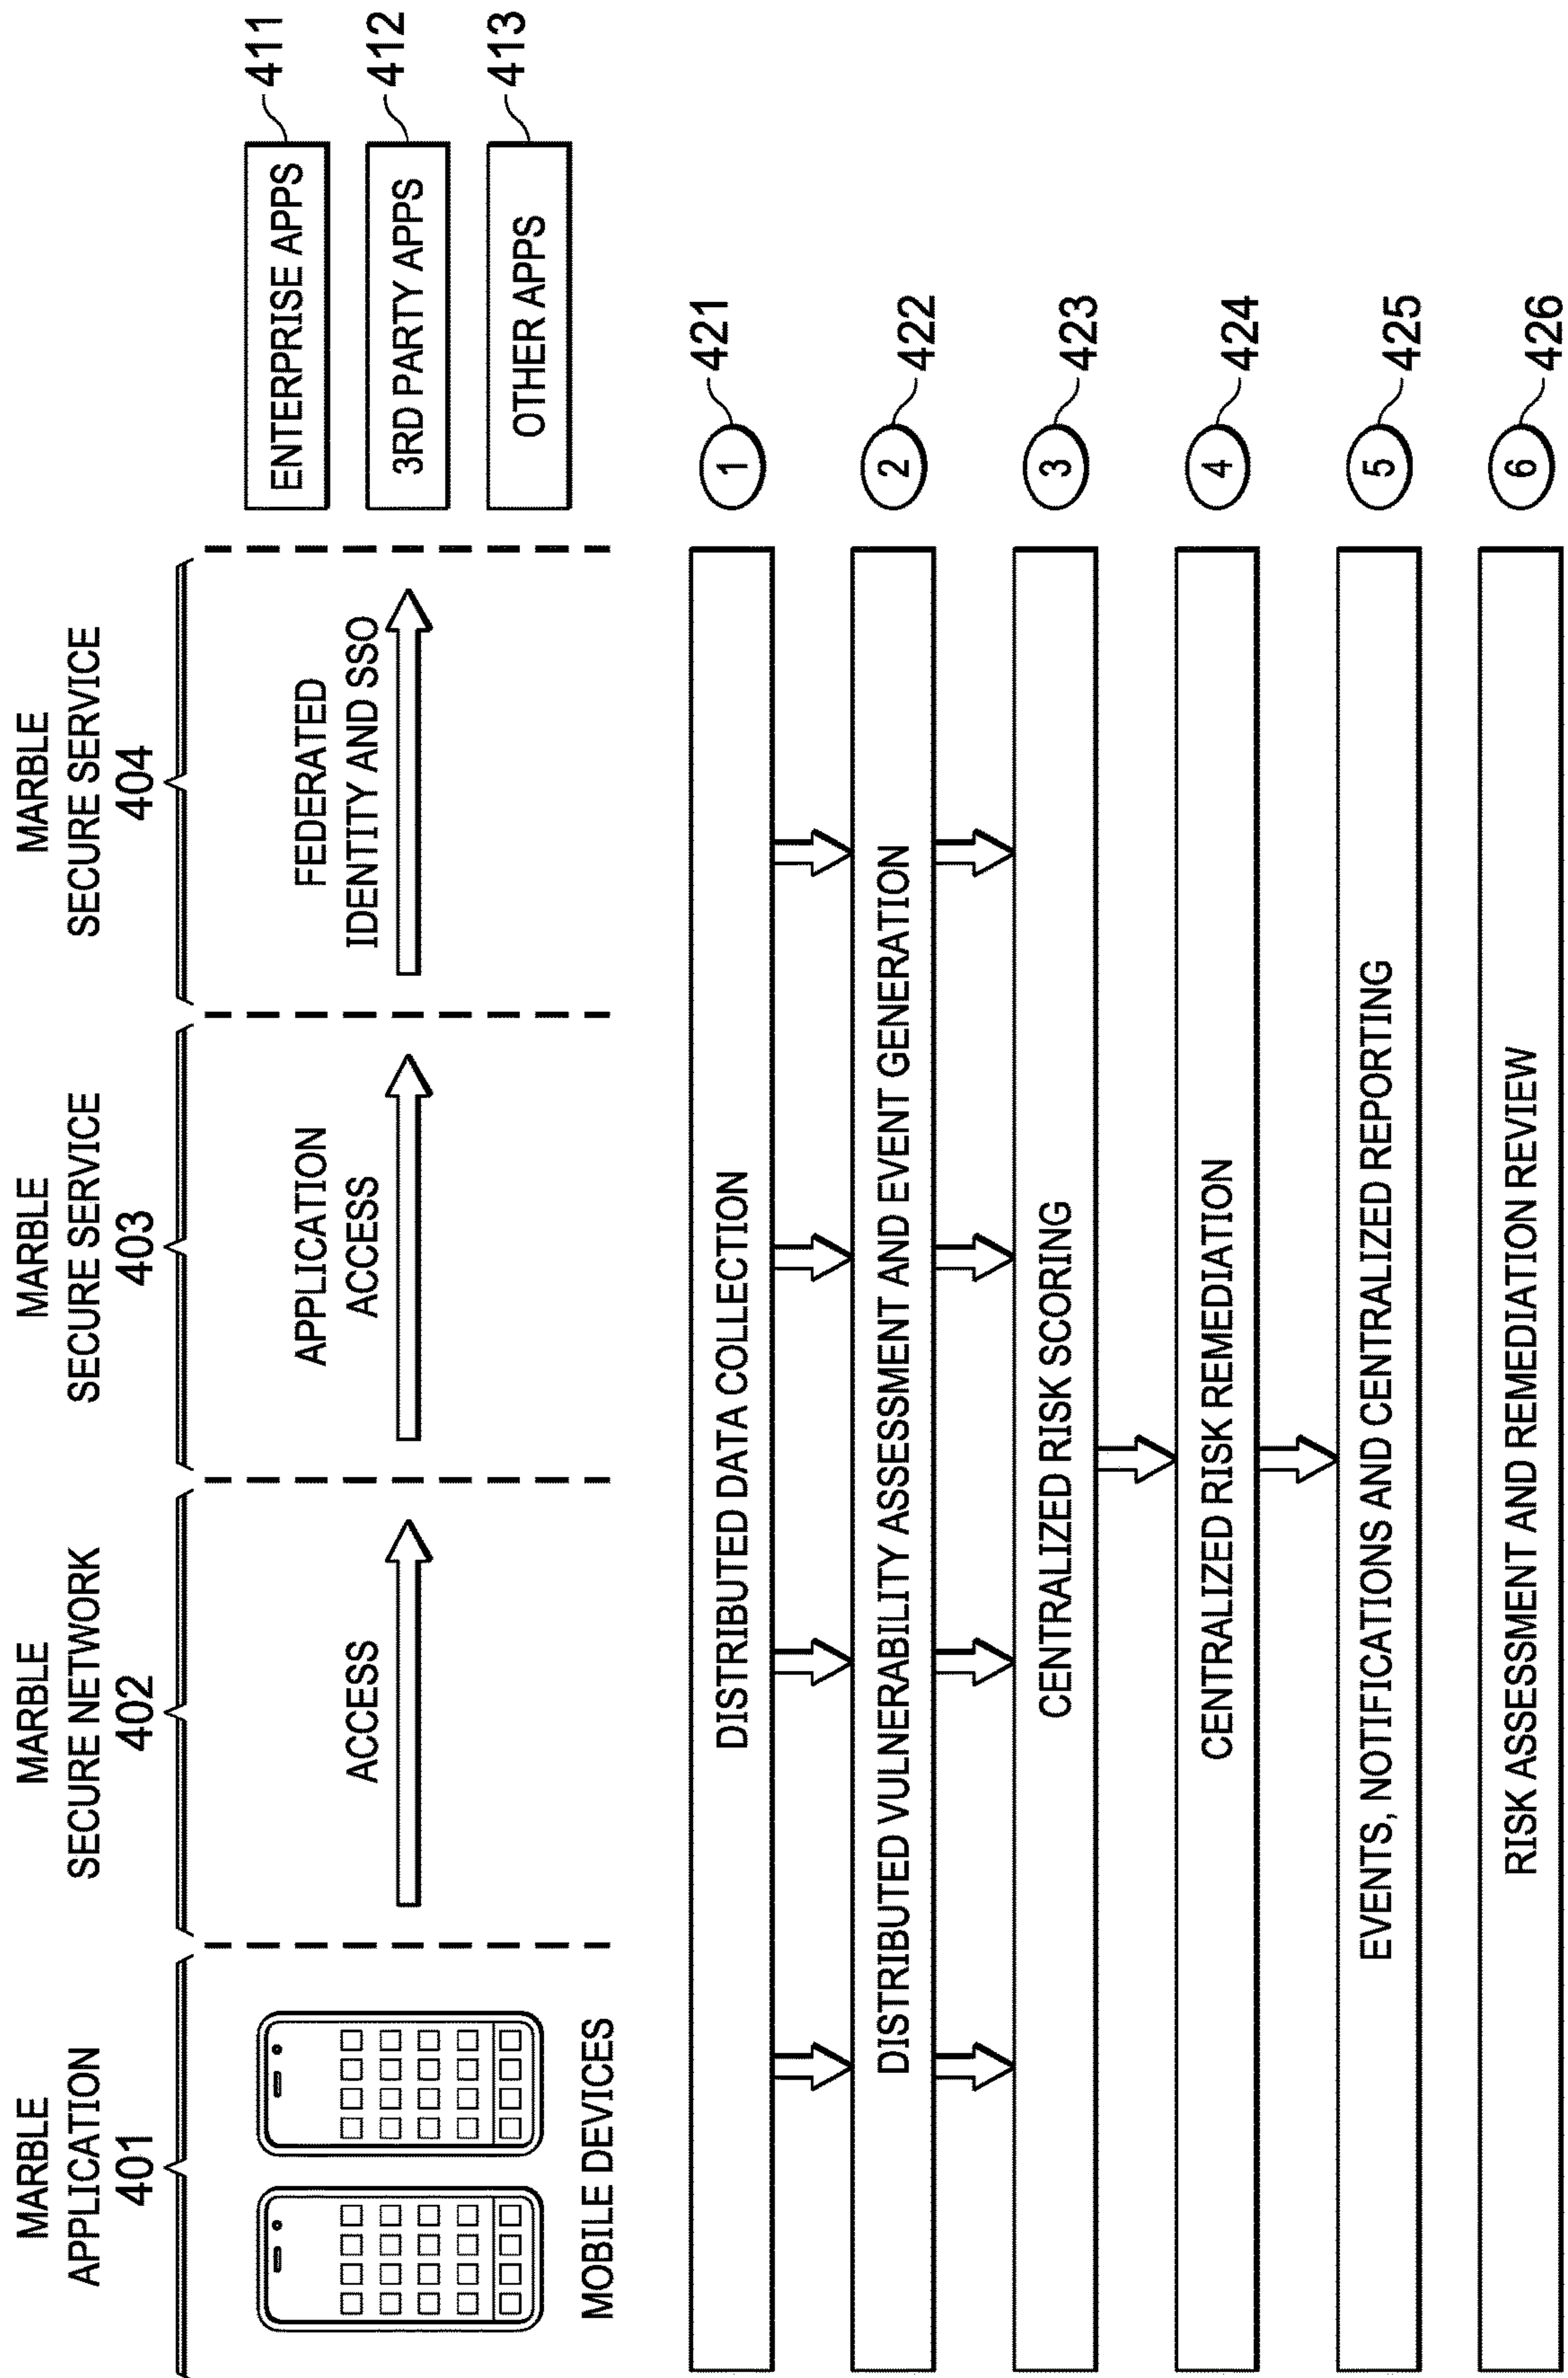 MARBLE
APPLICATION
401
MARBLE
SECURE NETWORK
402
MARBLE
SECURE SERVICE
403
MARBLE
SECURE SERVICE
404
MOBILE DEVICES
ACCESS
APPLICATION
ACCESS
FEDERATED
IDENTITY AND SSO
ENTERPRISE APPS
411
3RD PARTY APPS
412
OTHER APPS
413
DISTRIBUTED DATA COLLECTION
1
421
DISTRIBUTED VULNERABILITY ASSESSMENT AND EVENT GENERATION
2
422
CENTRALIZED RISK SCORING
3
423
CENTRALIZED RISK REMEDIATION
4
424
EVENTS, NOTIFICATIONS AND CENTRALIZED REPORTING
5
425
RISK ASSESSMENT AND REMEDIATION REVIEW
6
426